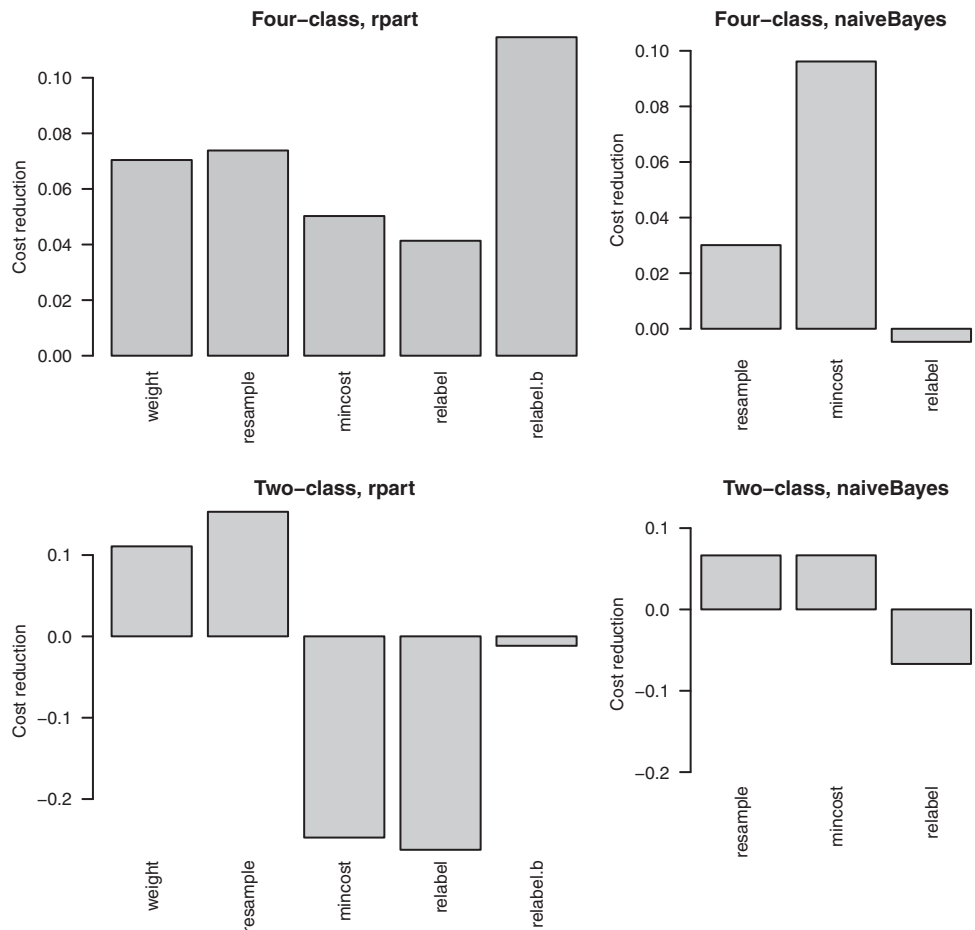 Four−class, rpart
Cost reduction
0.10
0.08
0.06
0.04
0.02
0.00
weight
resample
mincost
relabel
relabel.b
Four−class, naiveBayes
Cost reduction
0.10
0.08
0.06
0.04
0.02
0.00
resample
mincost
relabel
Two−class, rpart
Cost reduction
0.1
0.0
−0.1
−0.2
weight
resample
mincost
relabel
relabel.b
Two−class, naiveBayes
Cost reduction
0.1
0.0
−0.1
−0.2
resample
mincost
relabel